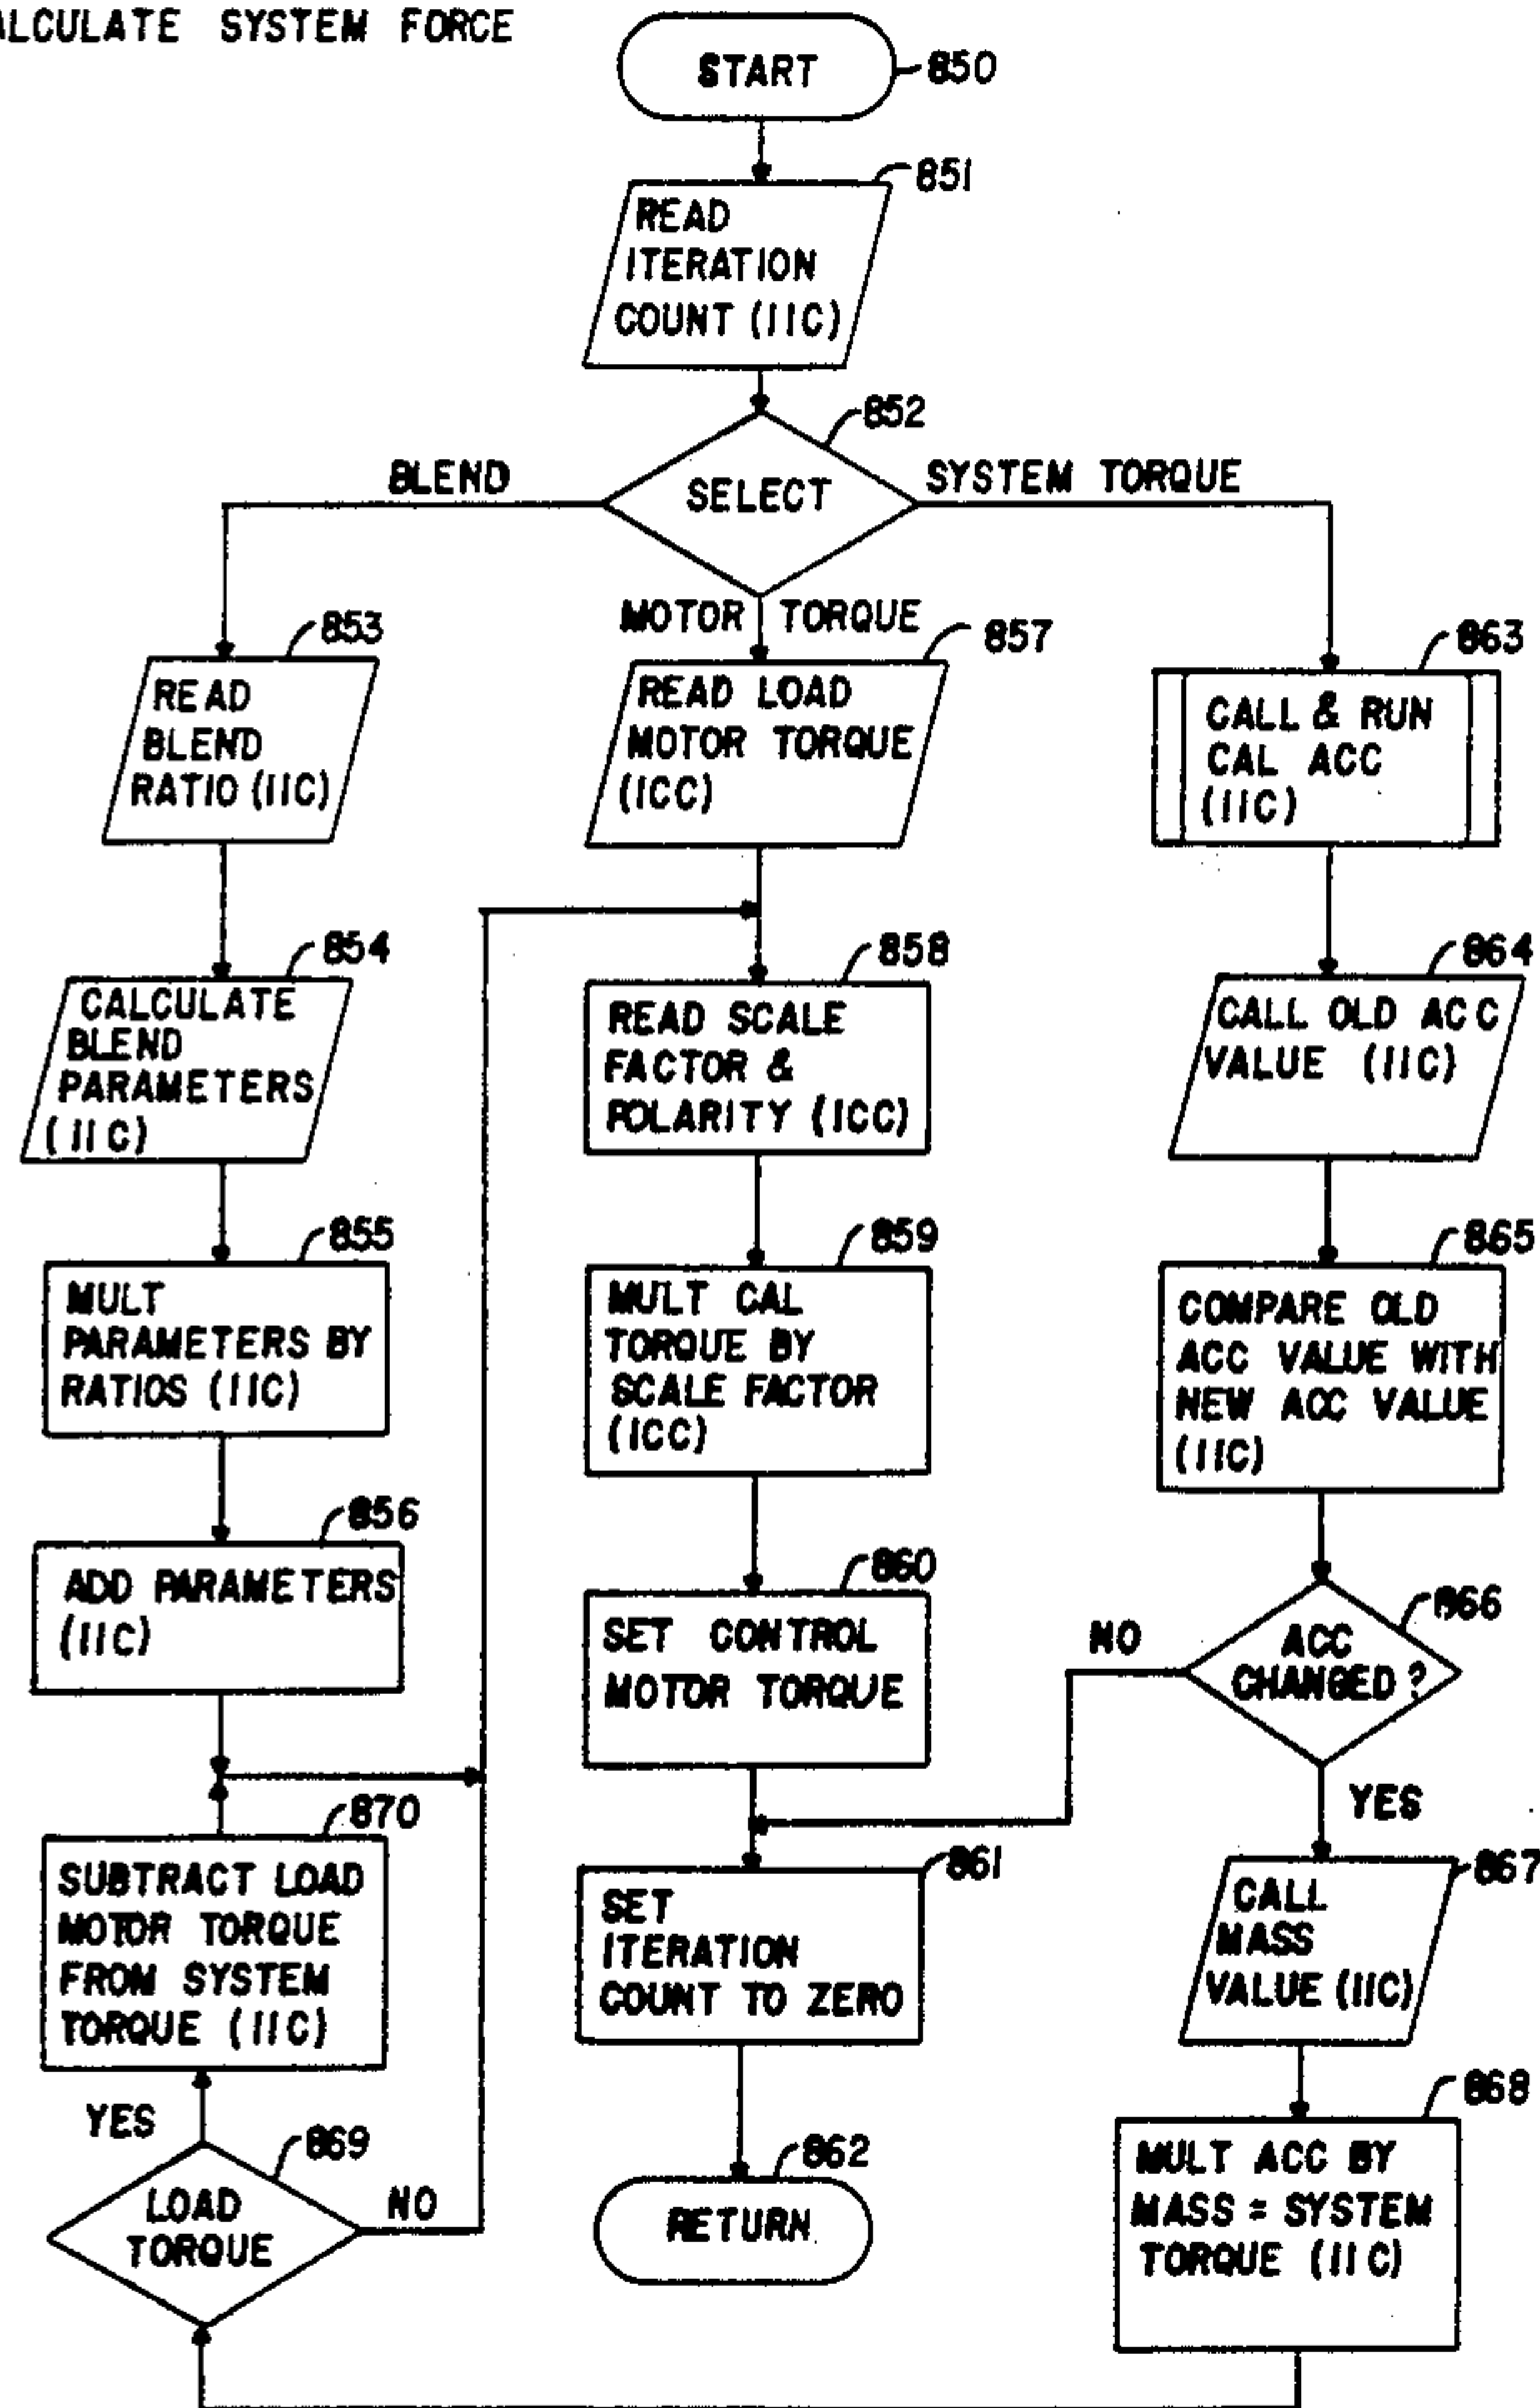 ALCULATE SYSTEM FORCE
START
850
851
READ
ITERATION
COUNT (IIC)
852
SELECT
BLEND
SYSTEM TORQUE
MOTOR TORQUE
853
READ
BLEND
RATIO (IIC)
857
READ LOAD
MOTOR TORQUE
(ICC)
863
CALL & RUN
CAL ACC
(IIC)
854
CALCULATE
BLEND
PARAMETERS
(IIC)
858
READ SCALE
FACTOR &
POLARITY (ICC)
864
CALL OLD ACC
VALUE (IIC)
855
MULT
PARAMETERS BY
RATIOS (IIC)
859
MULT CAL
TORQUE BY
SCALE FACTOR
(ICC)
865
COMPARE OLD
ACC VALUE WITH
NEW ACC VALUE
(IIC)
856
ADD PARAMETERS
(IIC)
860
SET CONTROL
MOTOR TORQUE
866
ACC
CHANGED?
NO
YES
870
SUBTRACT LOAD
MOTOR TORQUE
FROM SYSTEM
TORQUE (IIC)
861
SET
ITERATION
COUNT TO ZERO
867
CALL
MASS
VALUE (IIC)
YES
869
LOAD
TORQUE
NO
862
RETURN
868
MULT ACC BY
MASS = SYSTEM
TORQUE (IIC)